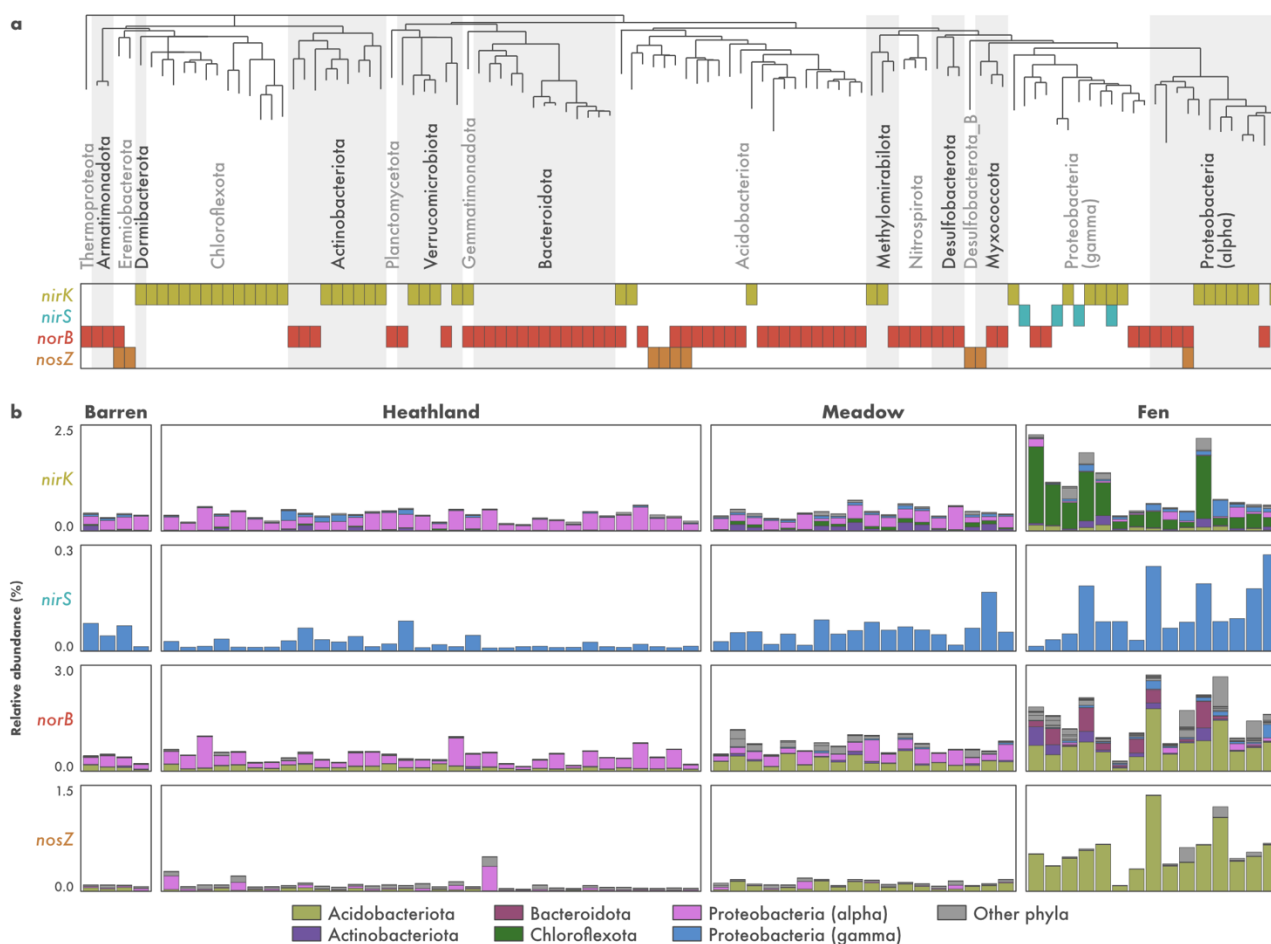 a
Thermoproteota
Armatimonadota
Eremiobacterota
Dormibacterota
Chloroflexota
Actinobacteriota
Planctomycetota
Verrucomicrobiota
Gemmatimonadota
Bacteroidota
Acidobacteriota
Methylomirabilota
Nitrospirota
Desulfobacterota
Desulfobacterota_B
Myxococcota
Proteobacteria
(gamma)
Proteobacteria
(alpha)
nirK
nirS
norB
nosZ
b
Barren Heathland Meadow Fen
Relative abundance (%)
2.5
nirK
0.0
0.3
nirS
0.0
3.0
norB
0.0
1.5
nosZ
0.0
Acidobacteriota Bacteroidota Proteobacteria (alpha) Other phyla
Actinobacteriota Chloroflexota Proteobacteria (gamma)